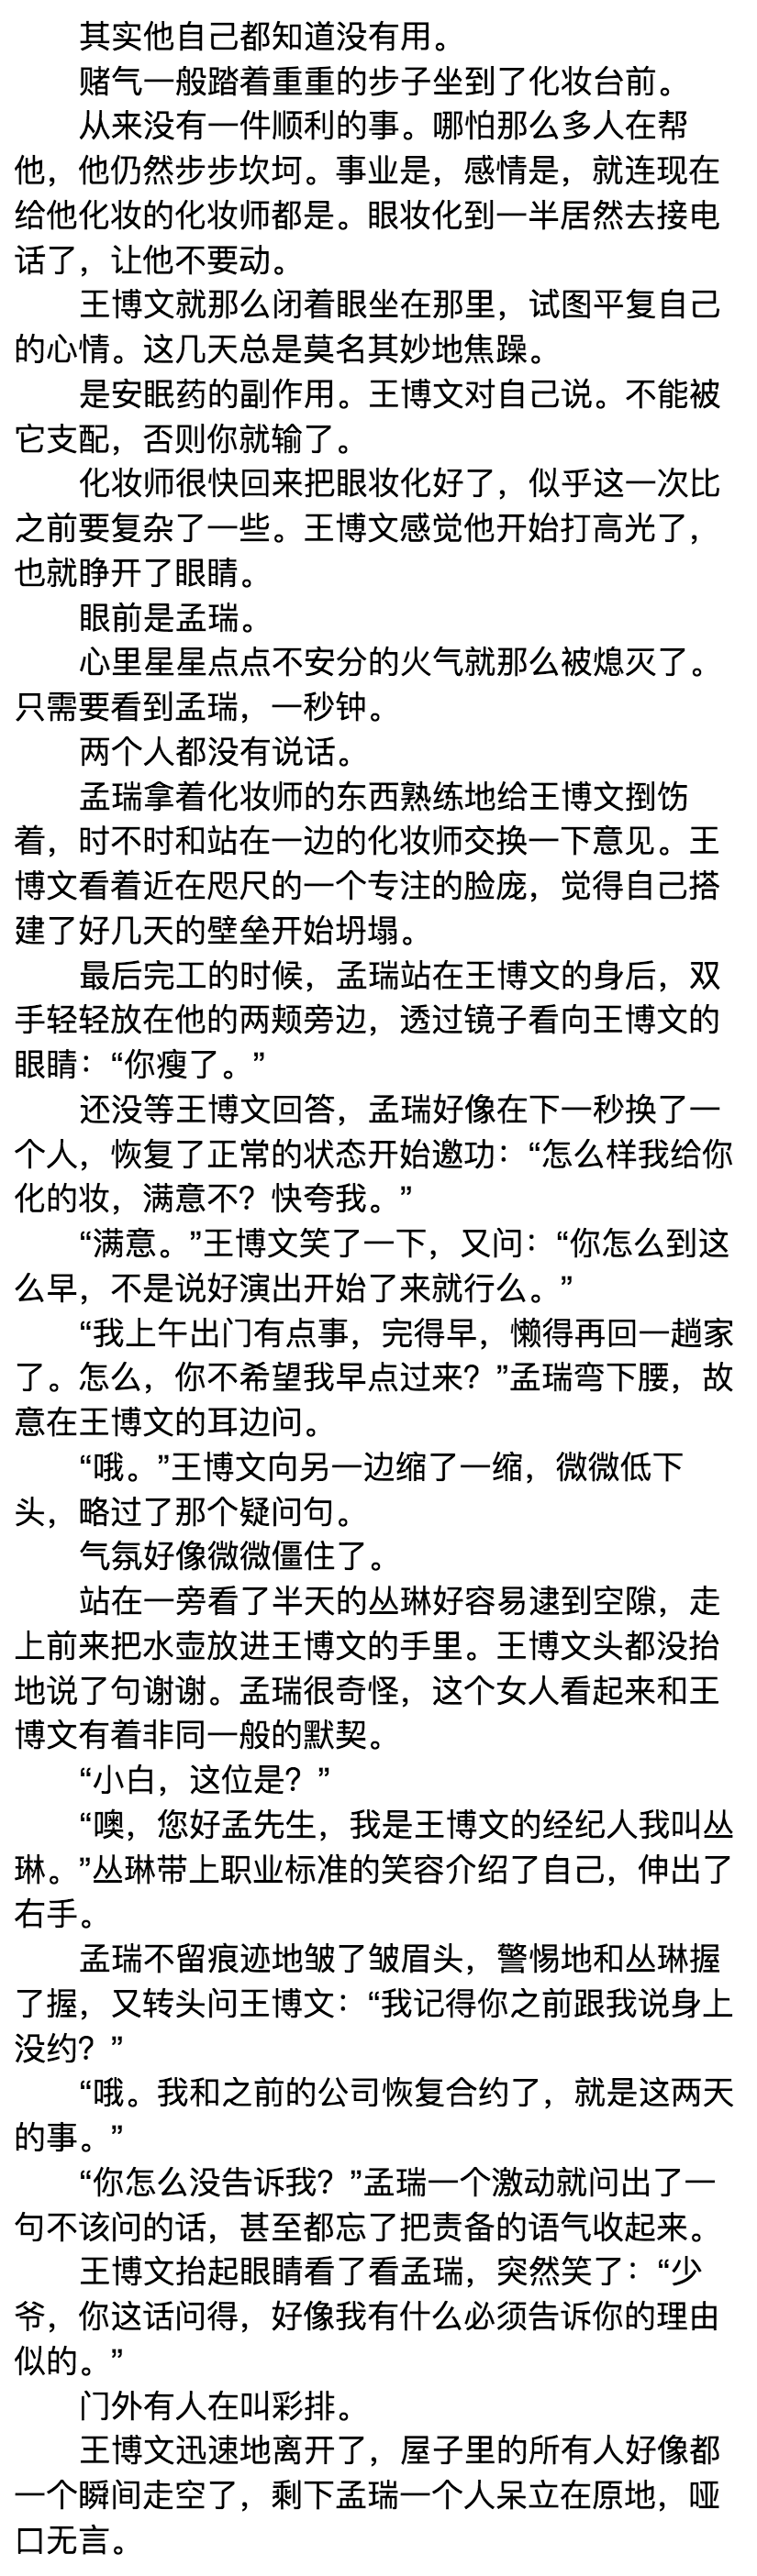 其实他自己都知道没有用。
赌气一般踏着重重的步子坐到了化妆台前。
从来没有一件顺利的事。哪怕那么多人在帮
他，他仍然步步坎坷。事业是，感情是，就连现在
给他化妆的化妆师都是。眼妆化到一半居然去接电
话了，让他不要动。
王博文就那么闭着眼坐在那里，试图平复自己
的心情。这几天总是莫名其妙地焦躁。
是安眠药的副作用。王博文对自己说。不能被
它支配，否则你就输了。
化妆师很快回来把眼妆化好了，似乎这一次比
之前要复杂了一些。王博文感觉他开始打高光了，
也就睁开了眼睛。
眼前是孟瑞。
心里星星点点不安分的火气就那么被熄灭了。
只需要看到孟瑞，一秒钟。
两个人都没有说话。
孟瑞拿着化妆师的东西熟练地给王博文捯饬
着，时不时和站在一边的化妆师交换一下意见。王
博文看着近在咫尺的一个专注的脸庞，觉得自己搭
建了好几天的壁垒开始坍塌。
最后完工的时候，孟瑞站在王博文的身后，双
手轻轻放在他的两颊旁边，透过镜子看向王博文的
眼睛：“你瘦了。”
还没等王博文回答，孟瑞好像在下一秒换了一
个人，恢复了正常的状态开始邀功：“怎么样我给你
化的妆，满意不？快夸我。”
“满意。”王博文笑了一下，又问：“你怎么到这
么早，不是说好演出开始了来就行么。”
“我上午出门有点事，完得早，懒得再回一趟家
了。怎么，你不希望我早点过来？”孟瑞弯下腰，故
意在王博文的耳边问。
“哦。”王博文向另一边缩了一缩，微微低下
头，略过了那个疑问句。
气氛好像微微僵住了。
站在一旁看了半天的丛琳好容易逮到空隙，走
上前来把水壶放进王博文的手里。王博文头都没抬
地说了句谢谢。孟瑞很奇怪，这个女人看起来和王
博文有着非同一般的默契。
“小白，这位是？”
“噢，您好孟先生，我是王博文的经纪人我叫丛
琳。”丛琳带上职业标准的笑容介绍了自己，伸出了
右手。
孟瑞不留痕迹地皱了皱眉头，警惕地和丛琳握
了握，又转头问王博文：“我记得你之前跟我说身上
没约？”
“哦。我和之前的公司恢复合约了，就是这两天
的事。”
“你怎么没告诉我？”孟瑞一个激动就问出了一
句不该问的话，甚至都忘了把责备的语气收起来。
王博文抬起眼睛看了看孟瑞，突然笑了：“少
爷，你这话问得，好像我有什么必须告诉你的理由
似的。”
门外有人在叫彩排。
王博文迅速地离开了，屋子里的所有人好像都
一个瞬间走空了，剩下孟瑞一个人呆立在原地，哑
口无言。